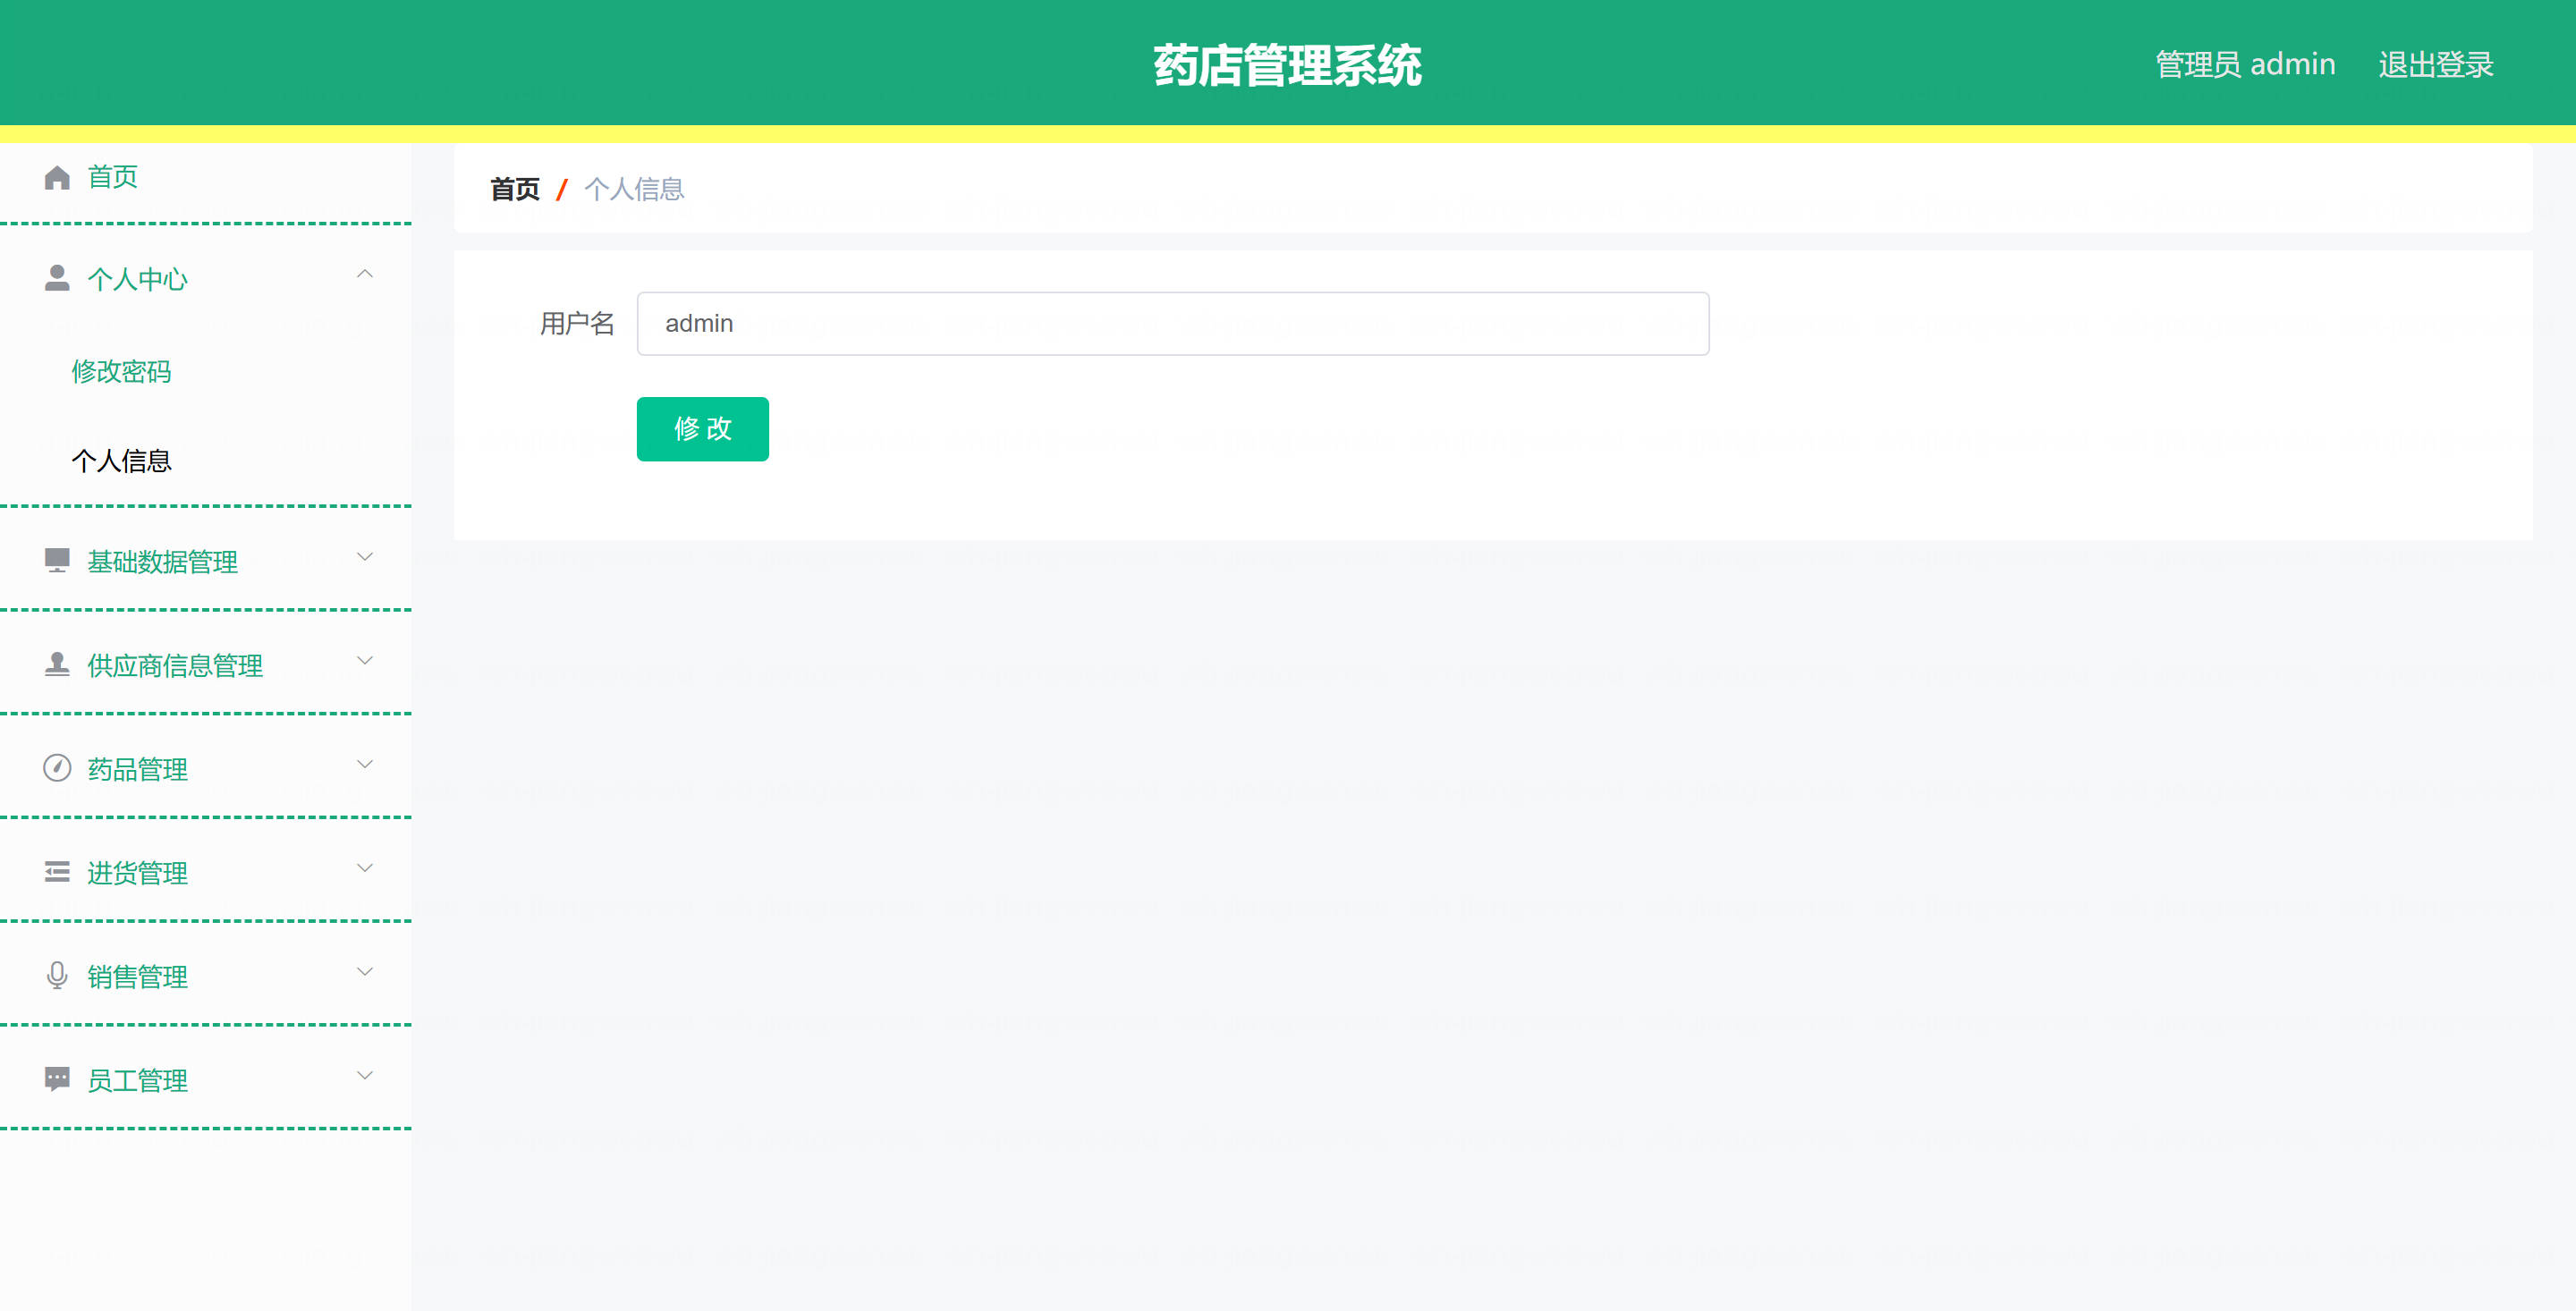 药店管理系统
管理员 admin
退出登录
首页
个人中心
修改密码
个人信息
基础数据管理
供应商信息管理
药品管理
进货管理
销售管理
员工管理
首页 / 个人信息
用户名 admin
修 改